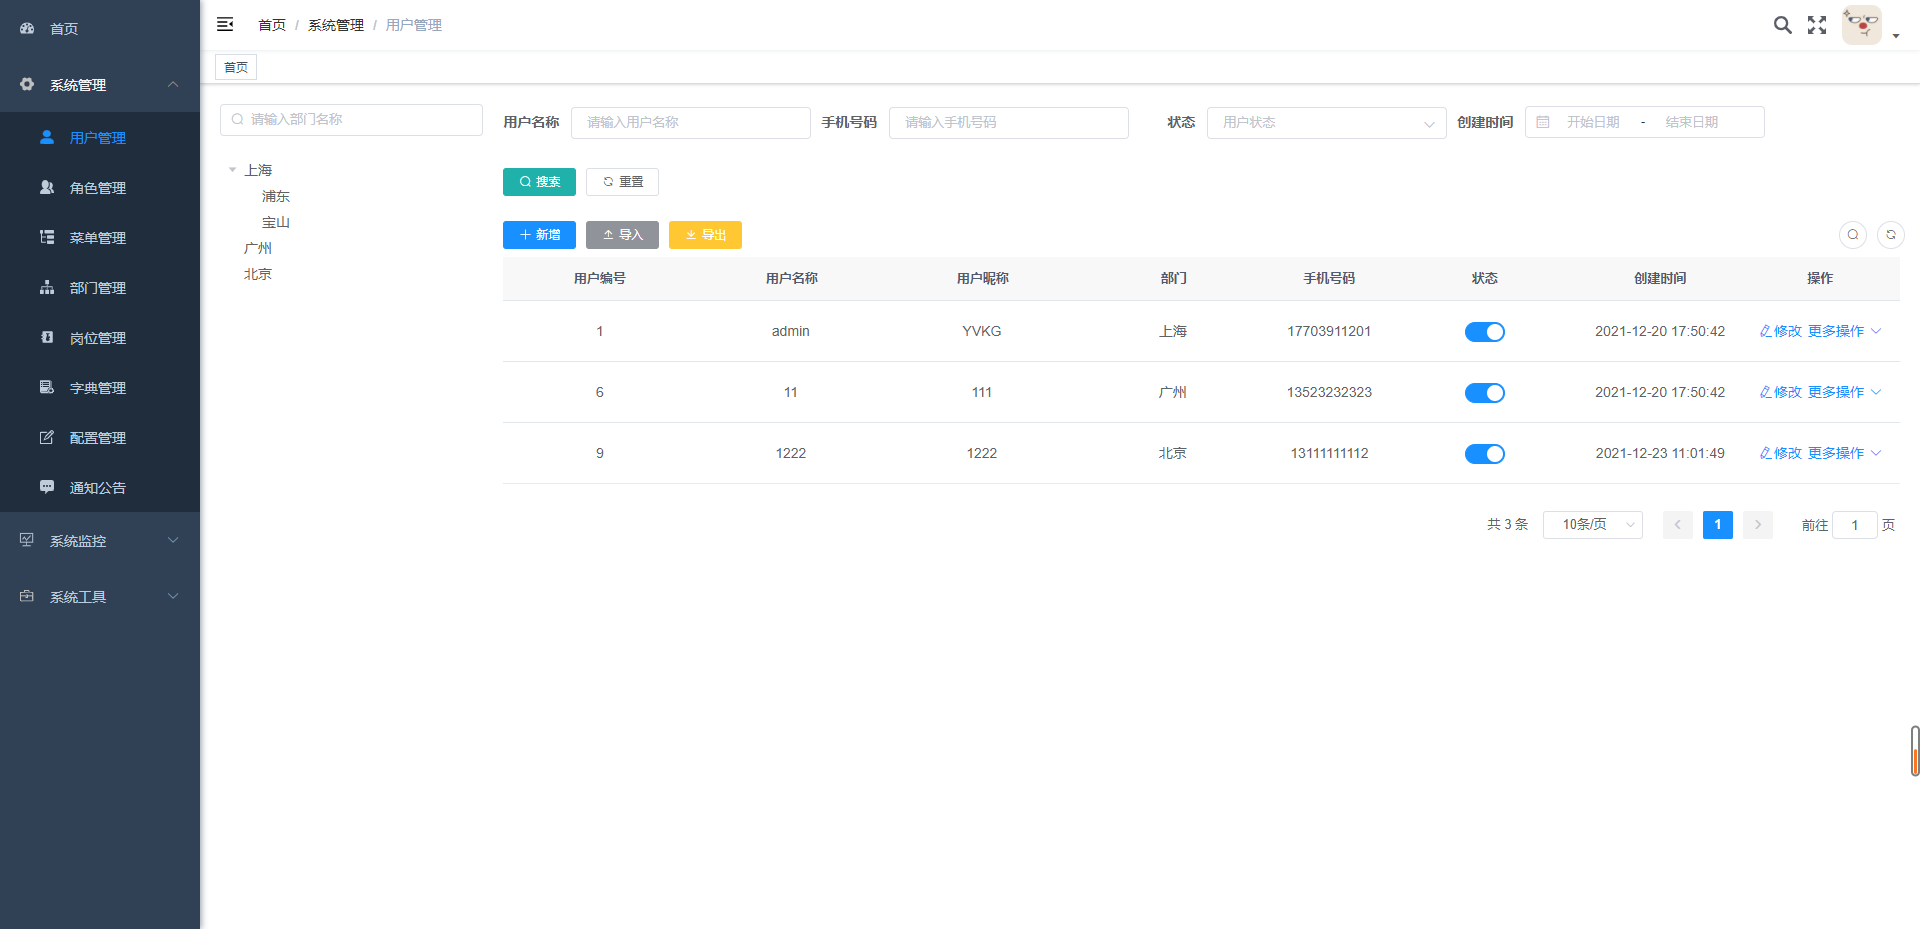 首页
系统管理
用户管理
角色管理
菜单管理
部门管理
岗位管理
字典管理
配置管理
通知公告
系统监控
系统工具
首页 / 系统管理 / 用户管理
首页
请输入部门名称
上海
浦东
宝山
广州
北京
用户名称 请输入用户名称 手机号码 请输入手机号码 状态 用户状态 创建时间 开始日期 - 结束日期
搜索 重置
新增 导入 导出
用户编号 用户名称 用户昵称 部门 手机号码 状态 创建时间 操作
1 admin YVKG 上海 17703911201 2021-12-20 17:50:42 修改 更多操作
6 11 111 广州 13523232323 2021-12-20 17:50:42 修改 更多操作
9 1222 1222 北京 13111111112 2021-12-23 11:01:49 修改 更多操作
共 3 条 10条/页 1 前往 1 页